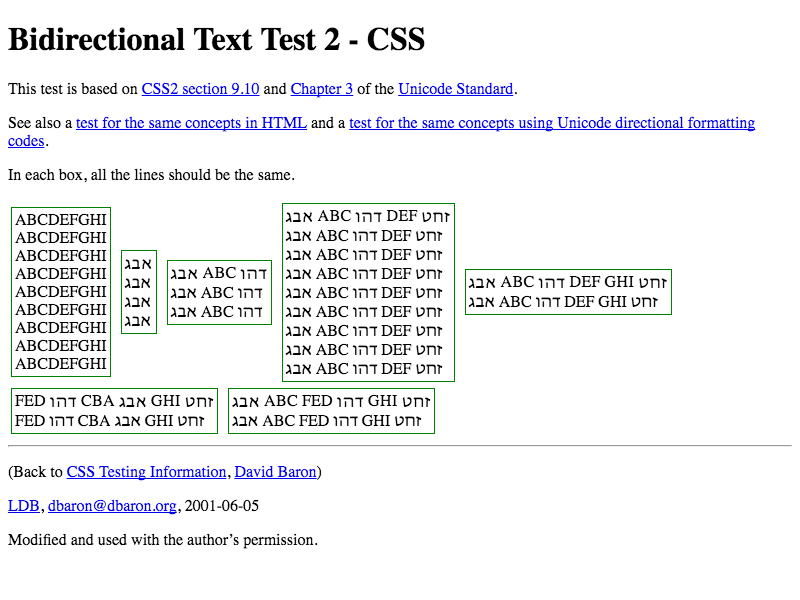 Bidirectional Text Test 2 - CSS
This test is based on CSS2 section 9.10 and Chapter 3 of the Unicode Standard.
See also a test for the same concepts in HTML and a test for the same concepts using Unicode directional formatting
codes.
In each box, all the lines should be the same.
ABCDEFGHI
ABCDEFGHI
ABCDEFGHI
ABCDEFGHI
ABCDEFGHI
ABCDEFGHI
ABCDEFGHI
ABCDEFGHI
ABCDEFGHI
אבג
אבג
אבג
אבג
אבג ABC דהו
אבג ABC דהו
אבג ABC דהו
אבג ABC דהו DEF זחט
אבג ABC דהו DEF זחט
אבג ABC דהו DEF זחט
אבג ABC דהו DEF זחט
אבג ABC דהו DEF זחט
אבג ABC דהו DEF זחט
אבג ABC דהו DEF זחט
אבג ABC דהו DEF זחט
אבג ABC דהו DEF זחט
אבג ABC דהו DEF GHI זחט
אבג ABC דהו DEF GHI זחט
FED דהו CBA אבג GHI זחט
FED דהו CBA אבג GHI זחט
אבג ABC FED דהו GHI זחט
אבג ABC FED דהו GHI זחט
(Back to CSS Testing Information, David Baron)
LDB, dbaron@dbaron.org, 2001-06-05
Modified and used with the author’s permission.